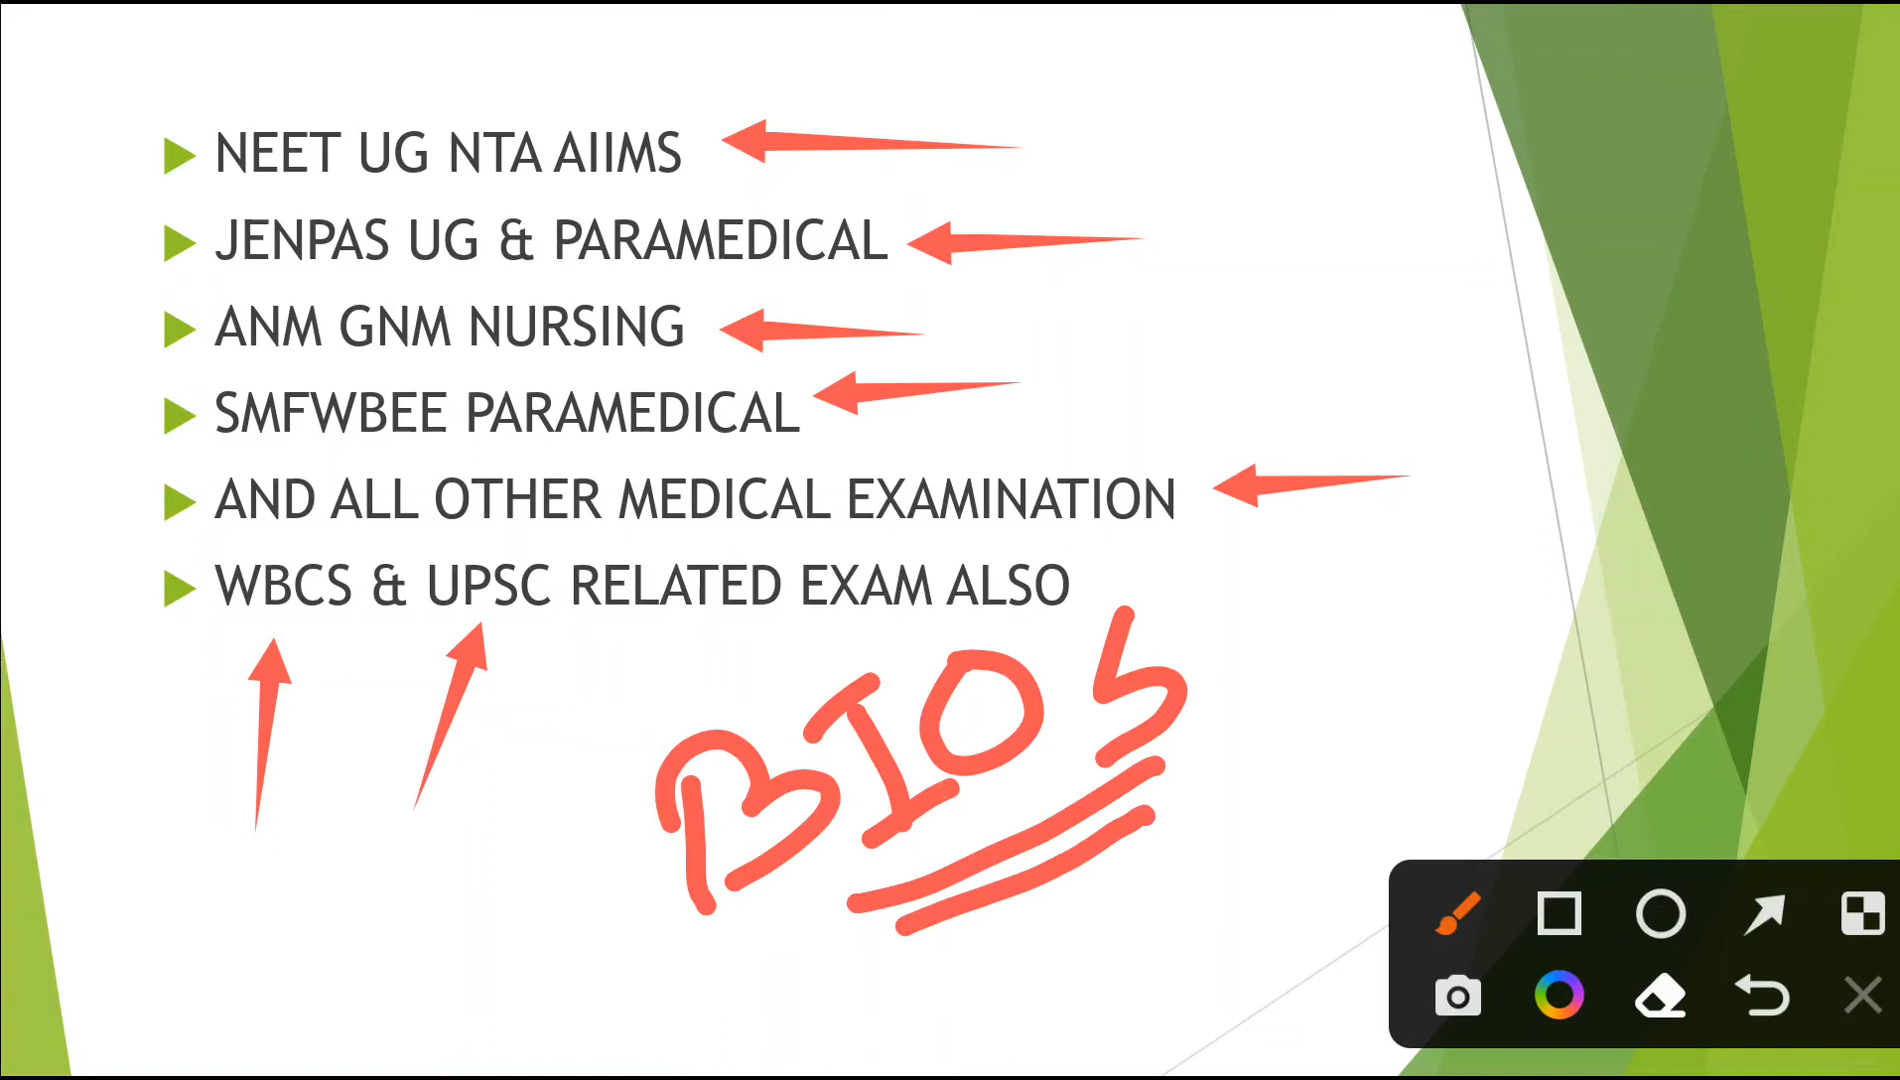 NEET UG NTA AIIMS
JENPAS UG & PARAMEDICAL
ANM GNM NURSING
SMFWBEE PARAMEDICAL
AND ALL OTHER MEDICAL EXAMINATION
WBCS & UPSC RELATED EXAM ALSO
BIOS